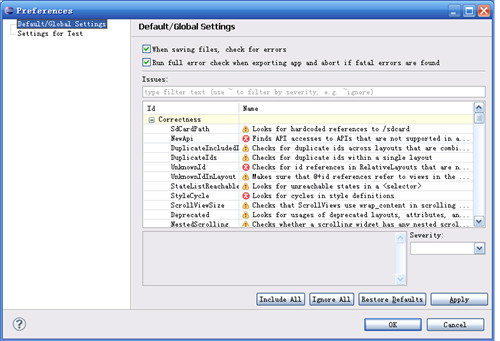 Preferences
Default/Global Settings
Settings for Test
Default/Global Settings
When saving files, check for errors
Run full error check when exporting app and abort if fatal errors are found
Issues:
type filter text (use ~ to filter by severity, e.g. ~ignore)
Id Name
Correctness
SdCardPath Looks for hardcoded references to /sdcard
NewApi Finds API accesses to APIs that are not supported in a...
DuplicateIncludedI Checks for duplicate ids across layouts that are combi...
DuplicateIds Checks for duplicate ids within a single layout
UnknownId Checks for id references in RelativeLayouts that are n...
UnknownIdInLayout Makes sure that @+id references refer to views in the ...
StateListReachable Looks for unreachable states in a <selector>
StyleCycle Looks for cycles in style definitions
ScrollViewSize Checks that ScrollViews use wrap_content in scrolling ...
Deprecated Looks for usages of deprecated layouts, attributes, an...
NestedScrolling Checks whether a scrolling widget has any nested scrol...
Severity:
Include All Ignore All Restore Defaults Apply
OK Cancel